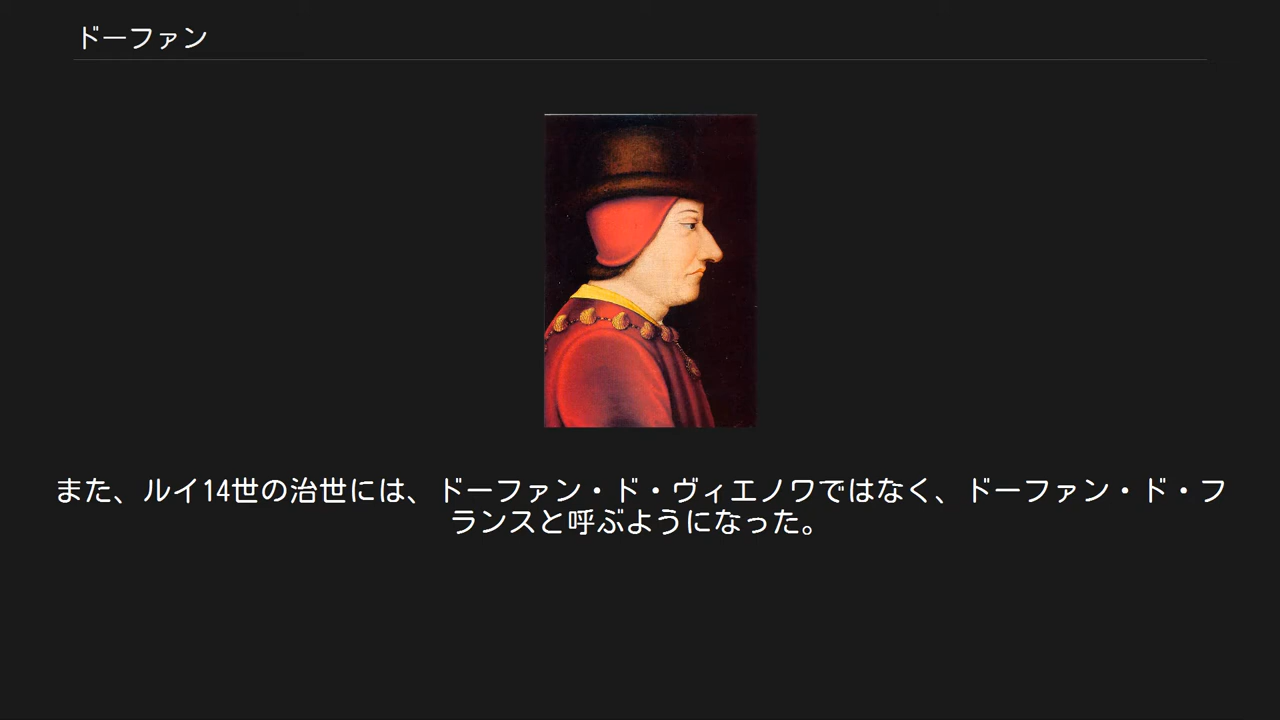 ドーファン
また、ルイ14世の治世には、ドーファン・ド・ヴィエノワではなく、ドーファン・ド・フ
ランスと呼ぶようになった。